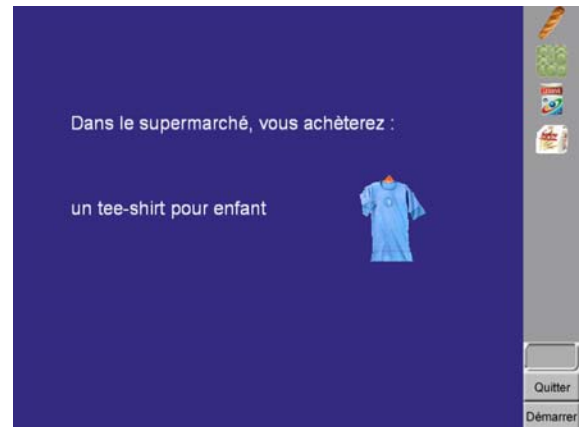 Dans le supermarché, vous achèterez :
un tee-shirt pour enfant
Quitter
Démarrer